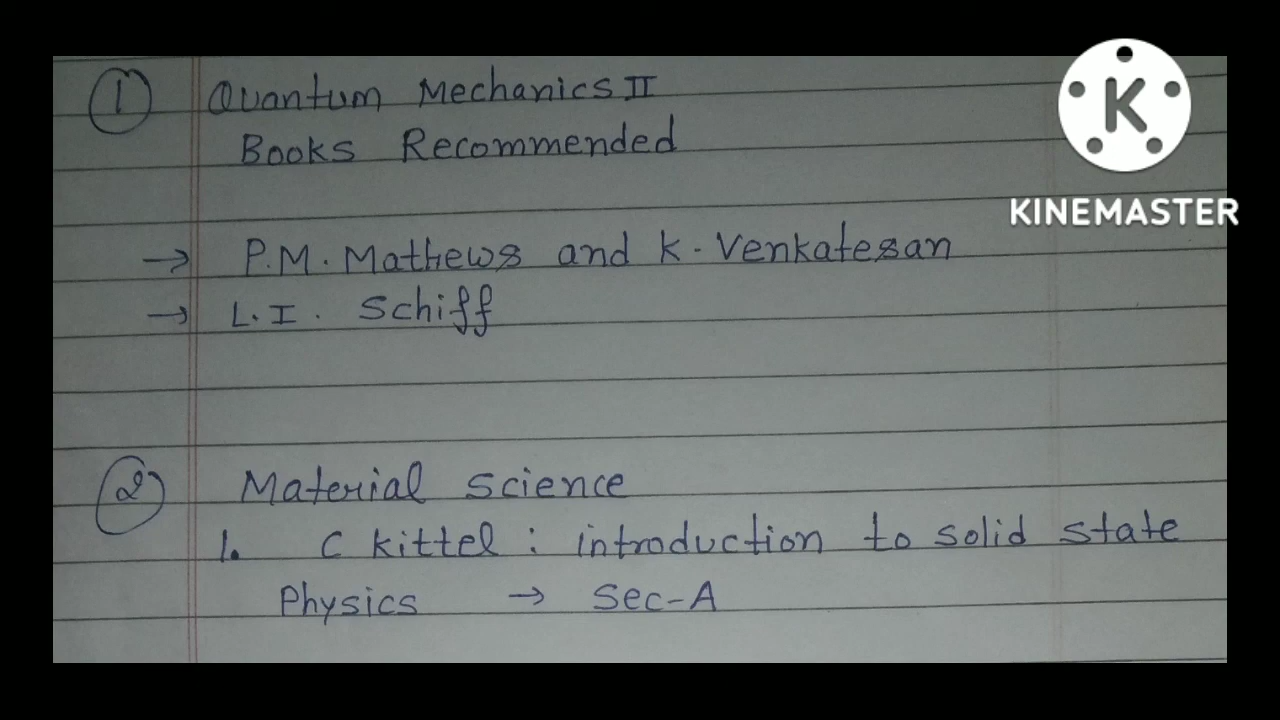 1 Quantum Mechanics II
Books Recommended
→ P.M. Mathews and K. Venkatesan
→ L.I. Schiff
2 Material science
1. C Kittel : introduction to solid state
Physics → Sec-A
K
KINEMASTER